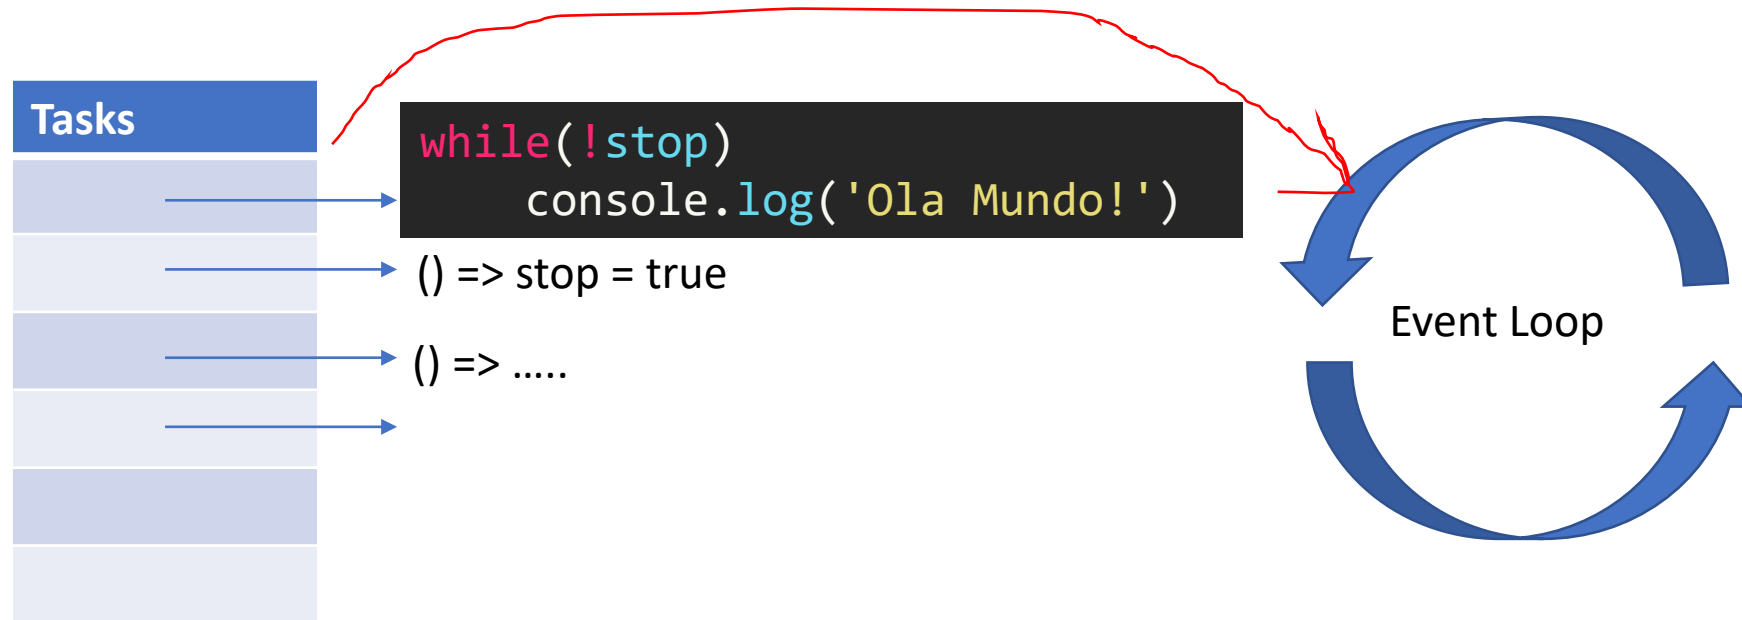 Tasks
while(!stop)
console.log('Ola Mundo!')
() => stop = true
() => .....
Event Loop